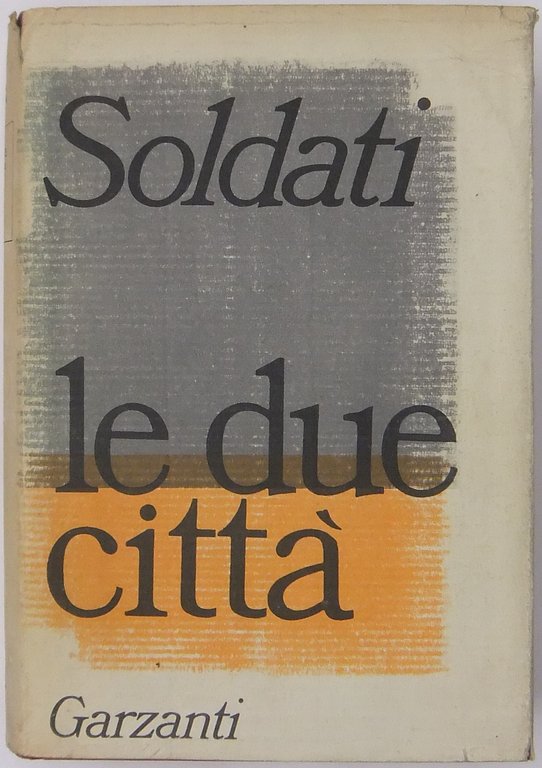 Soldati
le due
città
Garzanti